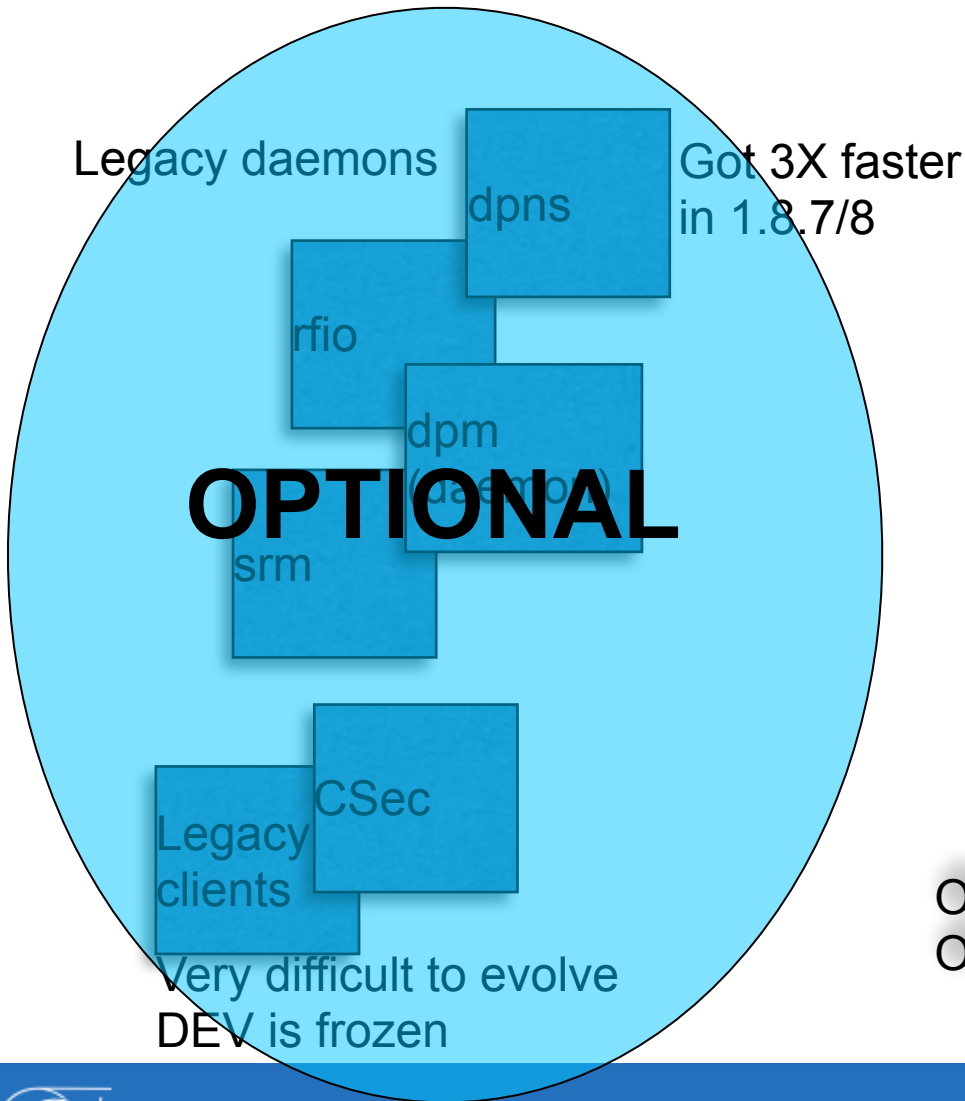 Legacy daemons
dpns
Got 3X faster
in 1.8.7/8
rfio
dpm
(daemon)
OPTIONAL
srm
CSec
Legacy
clients
Very difficult to evolve
DEV is frozen
O
O